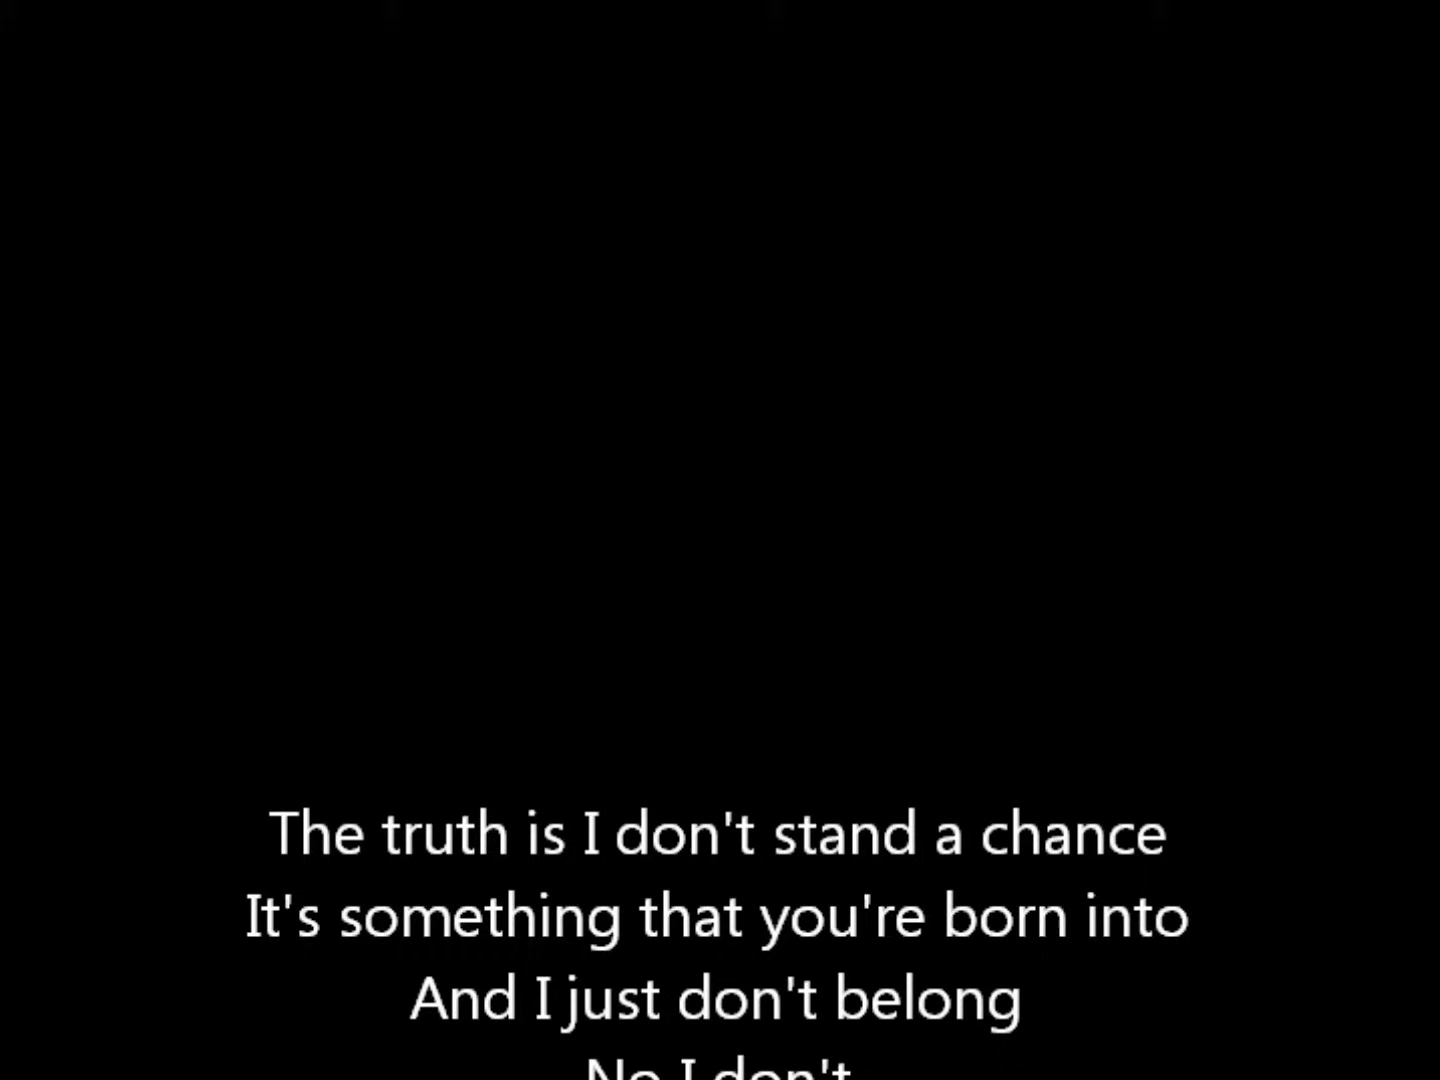 The truth is I don't stand a chance
It's something that you're born into
And I just don't belong
No I don't